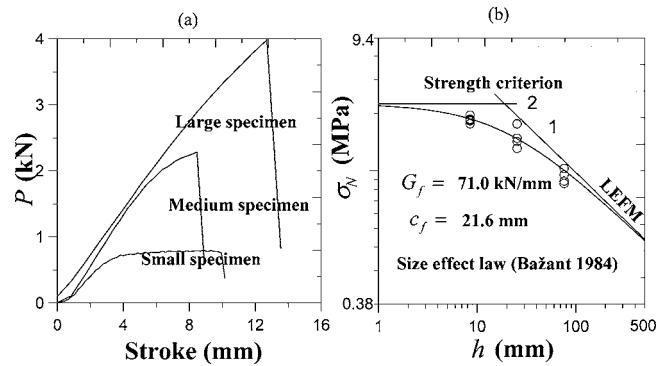 (a)
4
3
2
1
0
P (kN)
Large specimen
Medium specimen
Small specimen
0 4 8 12 16
Stroke (mm)
(b)
9.4
0.38
σN (MPa)
Strength criterion
2
1
LEFM
Gf = 71.0 kN/mm
cf = 21.6 mm
Size effect law (Bažant 1984)
1 10 100 500
h (mm)